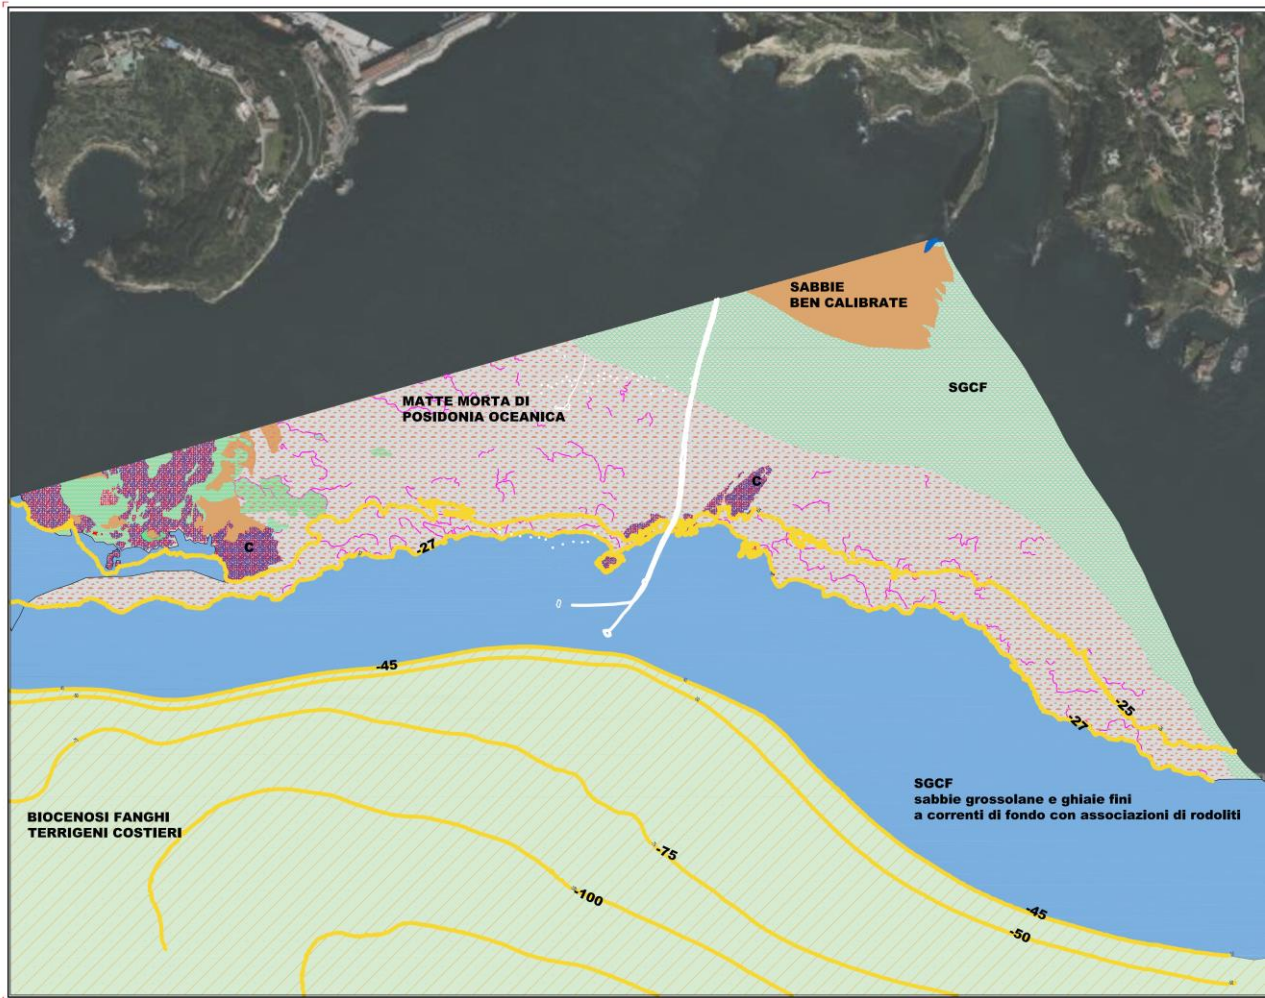 SABBIE
BEN CALIBRATE
SGCF
MATTE MORTA DI
POSIDONIA OCEANICA
C
C
-27
-45
-25
-27
SGCF
sabbie grossolane e ghiaie fini
a correnti di fondo con associazioni di rodoliti
BIOCENOSI FANGHI
TERRIGENI COSTIERI
-75
-100
-45
-50